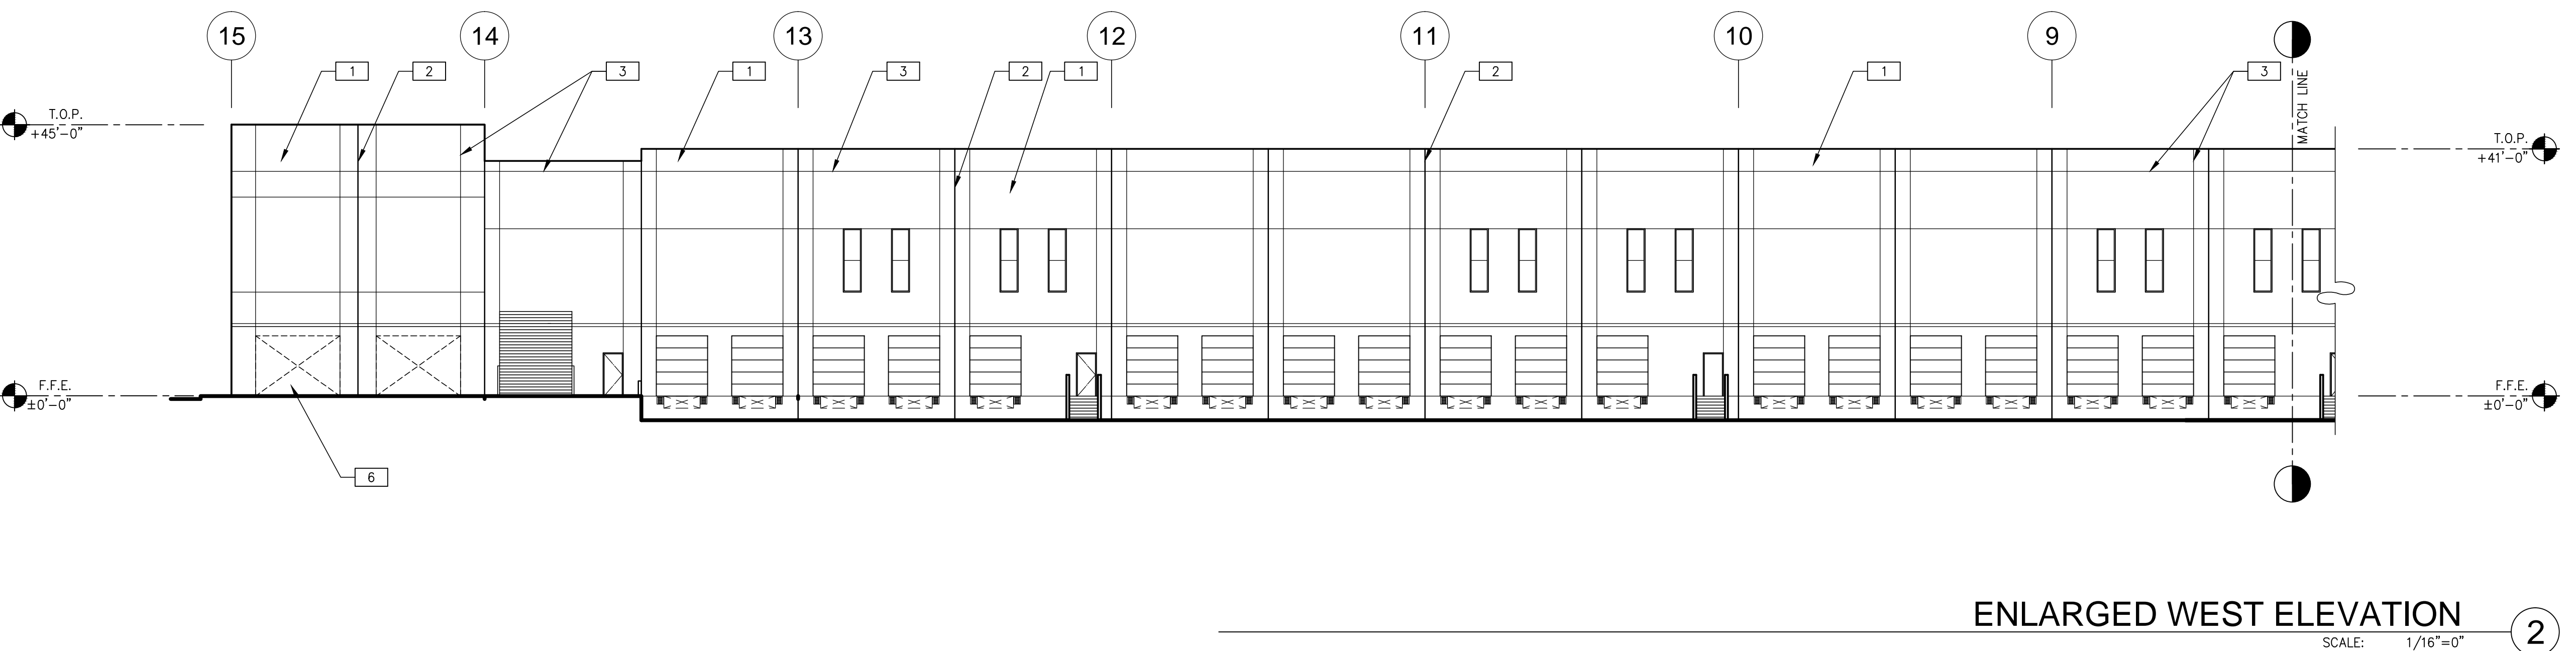 15 14 13 12 11 10 9
1 2 3 1 3 2 1 2 1 3
MATCH LINE
T.O.P.
+45'-0"
T.O.P.
+41'-0"
F.F.E.
±0'-0"
F.F.E.
±0'-0"
6
ENLARGED WEST ELEVATION
SCALE: 1/16"=0"
2